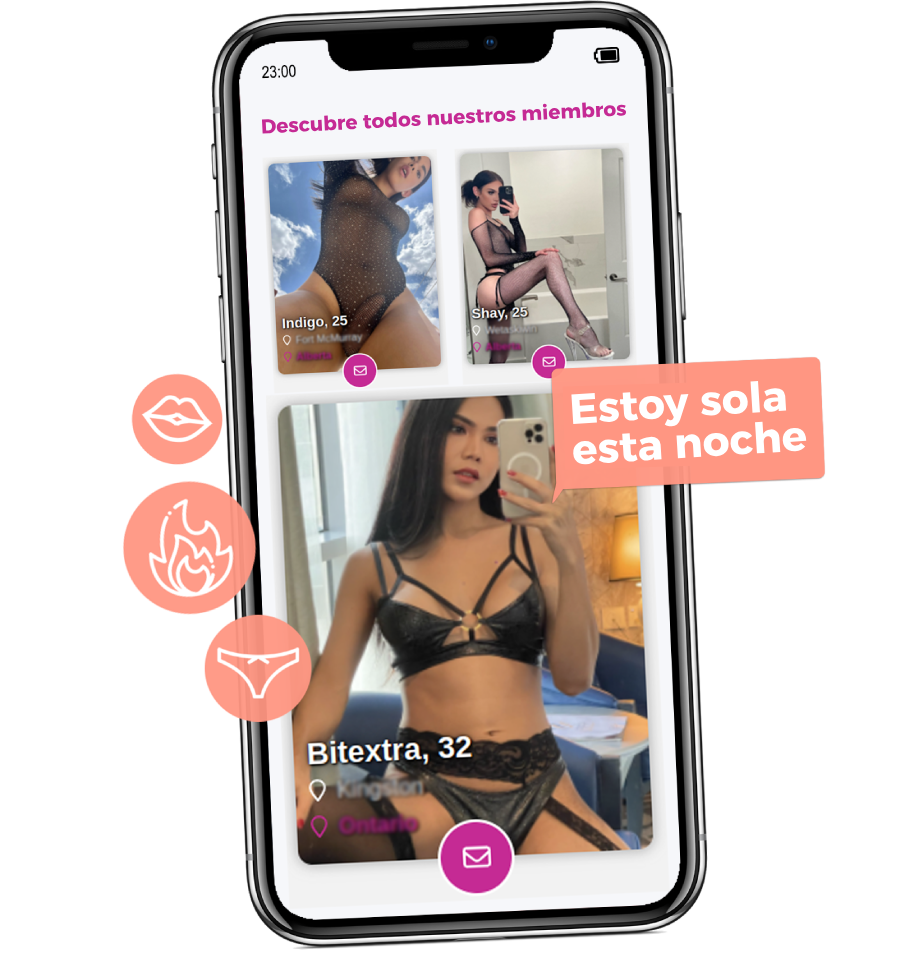 23:00
Descubre todos nuestros miembros
Indigo, 25
Fort McMurray
Alberta
Shay, 25
Wetaskiwin
Alberta
Estoy sola
esta noche
Bitextra, 32
Kingston
Ontario